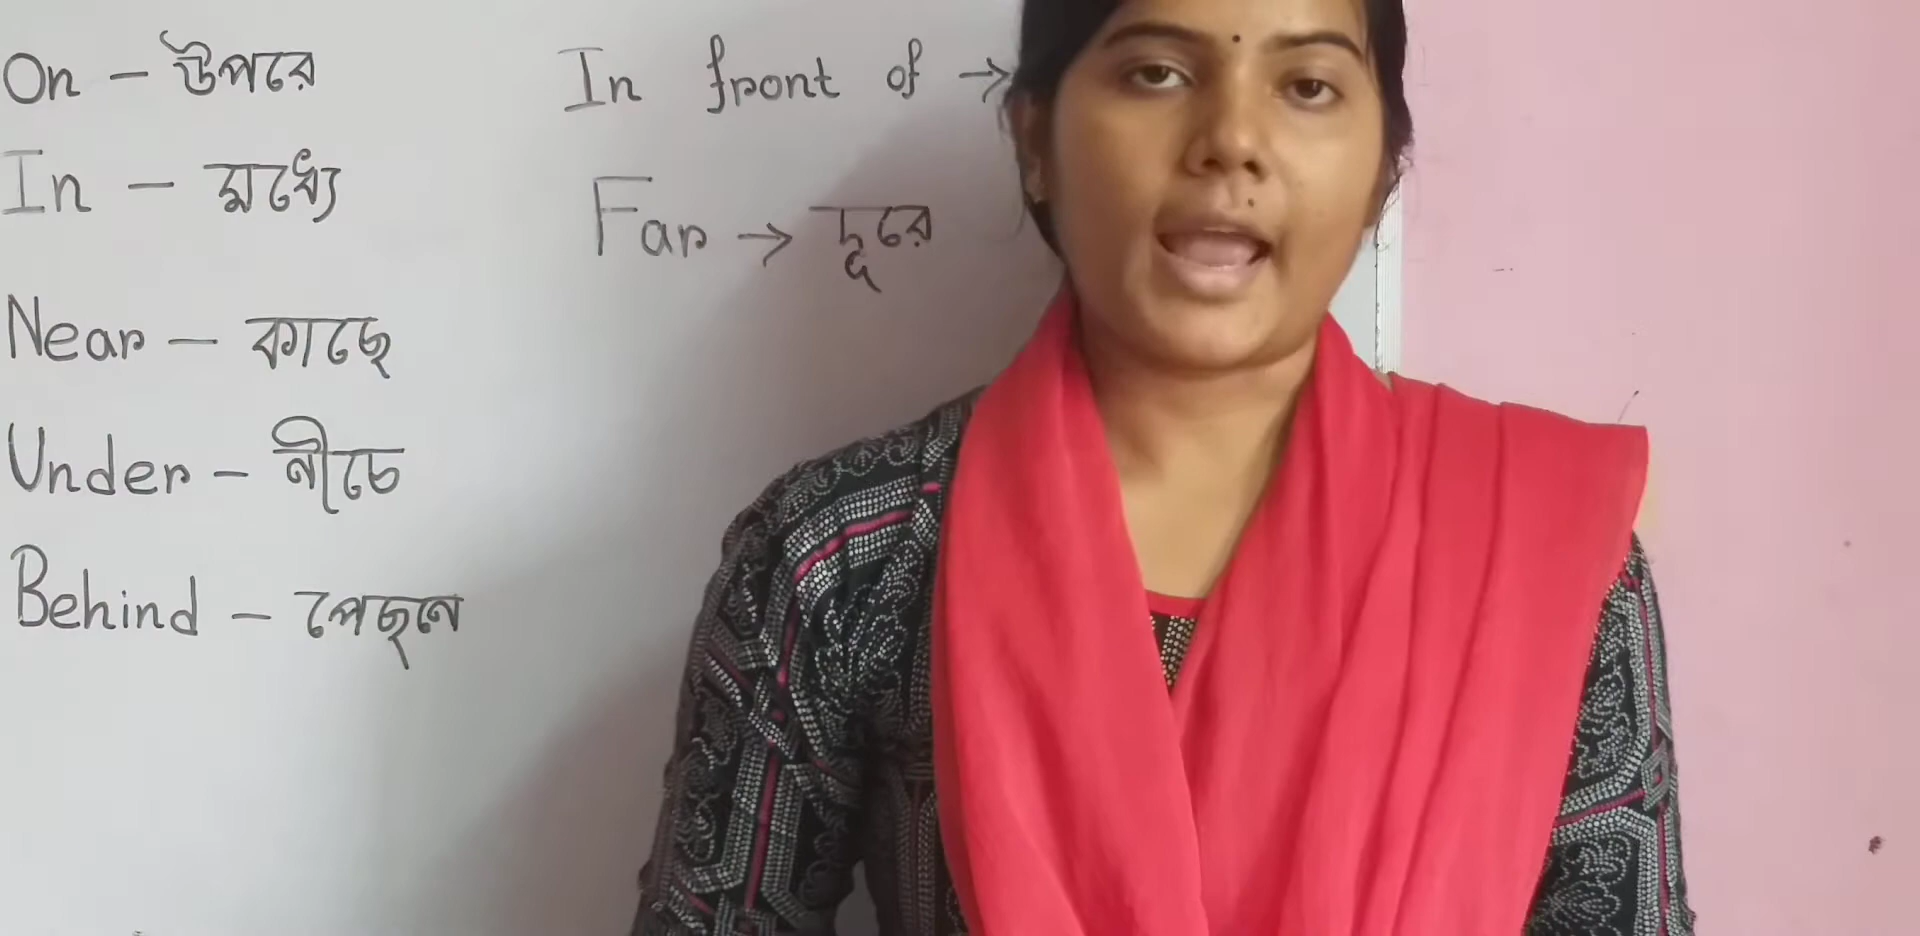 On – উপরে
In – মধ্যে
Near – কাছে
Under – নীচে
Behind – পেছনে
In front of →
Far → দূরে